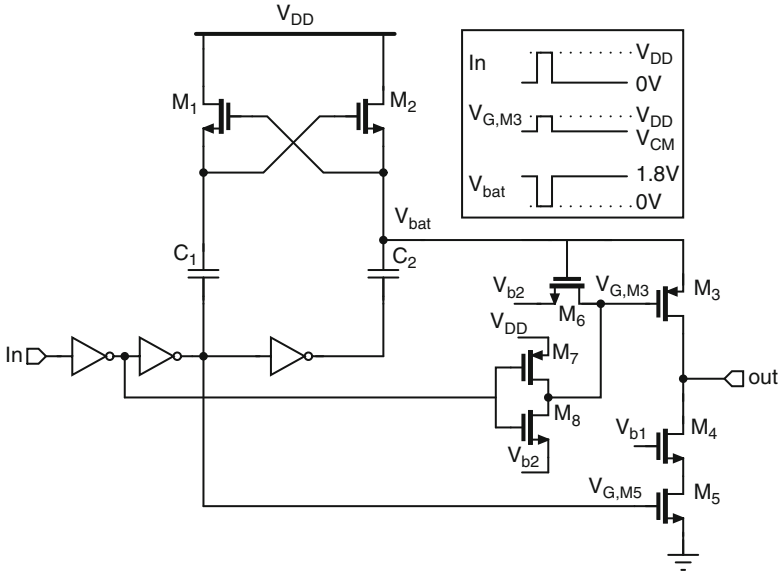 V_DD
M_1
M_2
In
V_DD
0V
V_G,M3
V_DD
V_CM
V_bat
1.8V
0V
V_bat
C_1
C_2
V_b2
M_6
V_G,M3
M_3
In
V_DD
M_7
M_8
V_b2
out
V_b1
M_4
V_G,M5
M_5